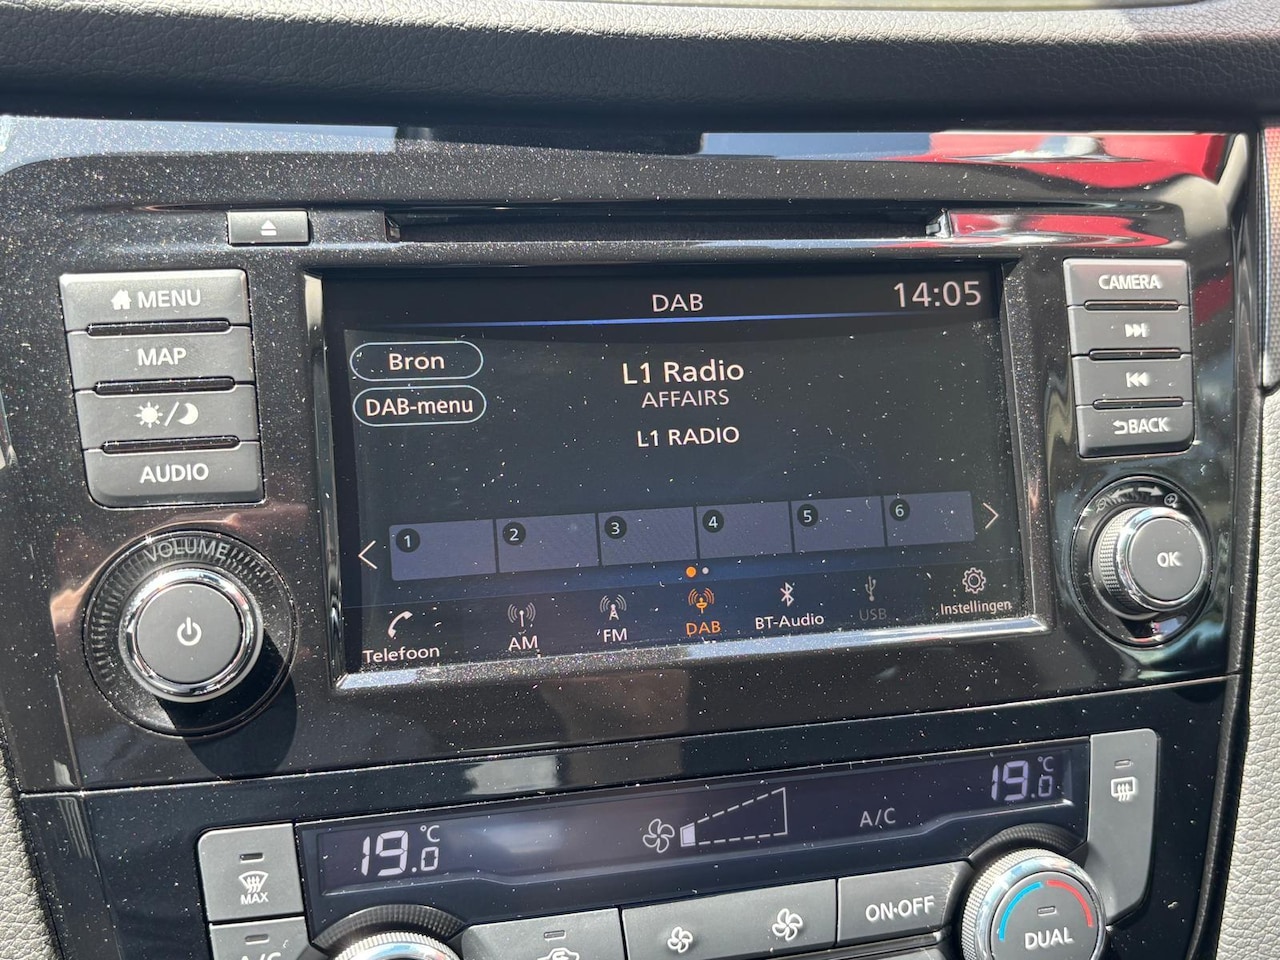 MENU
MAP
AUDIO
VOLUME
DAB
14:05
Bron
DAB-menu
L1 Radio
AFFAIRS
L1 RADIO
1
2
3
4
5
6
Telefoon
AM
FM
DAB
BT-Audio
USB
Instellingen
CAMERA
BACK
OK
19.0 °C
A/C
19.0 °C
MAX
A/C
ON·OFF
DUAL